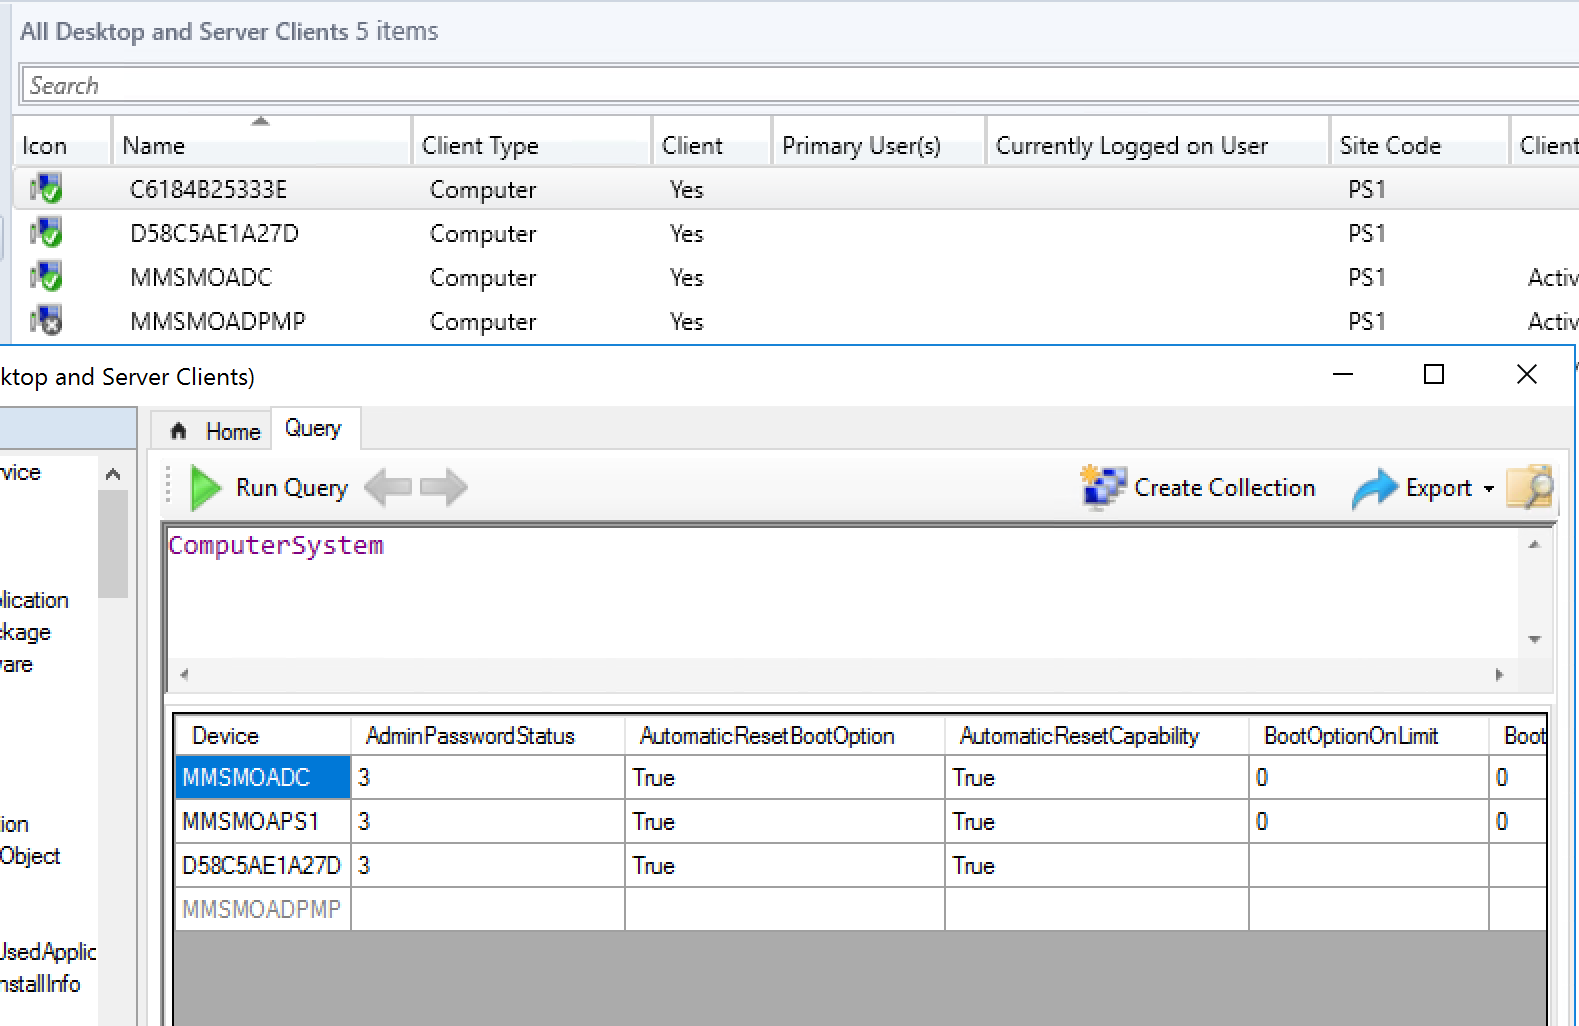 All Desktop and Server Clients 5 items
Search
Icon Name Client Type Client Primary User(s) Currently Logged on User Site Code Client
C6184B25333E Computer Yes PS1
D58C5AE1A27D Computer Yes PS1
MMSMOADC Computer Yes PS1 Activ
MMSMOADPMP Computer Yes PS1 Activ
ktop and Server Clients)
Home Query
Run Query Create Collection Export
ComputerSystem
vice
lication
ckage
vare
ion
Object
UsedApplic
nstallInfo
Device AdminPasswordStatus AutomaticResetBootOption AutomaticResetCapability BootOptionOnLimit Boot
MMSMOADC 3 True True 0 0
MMSMOAPS1 3 True True 0 0
D58C5AE1A27D 3 True True
MMSMOADPMP